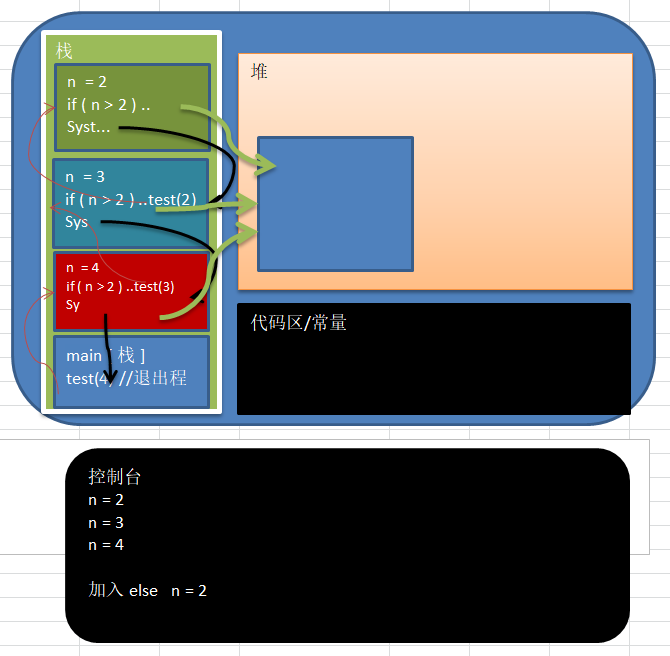 栈
n = 2
if ( n > 2 ) ..
Syst...
n = 3
if ( n > 2 ) ..test(2)
Sys
n = 4
if ( n > 2 ) ..test(3)
Sy
main [ 栈 ]
test(4) //退出程
堆
代码区/常量
控制台
n = 2
n = 3
n = 4
加入 else n = 2